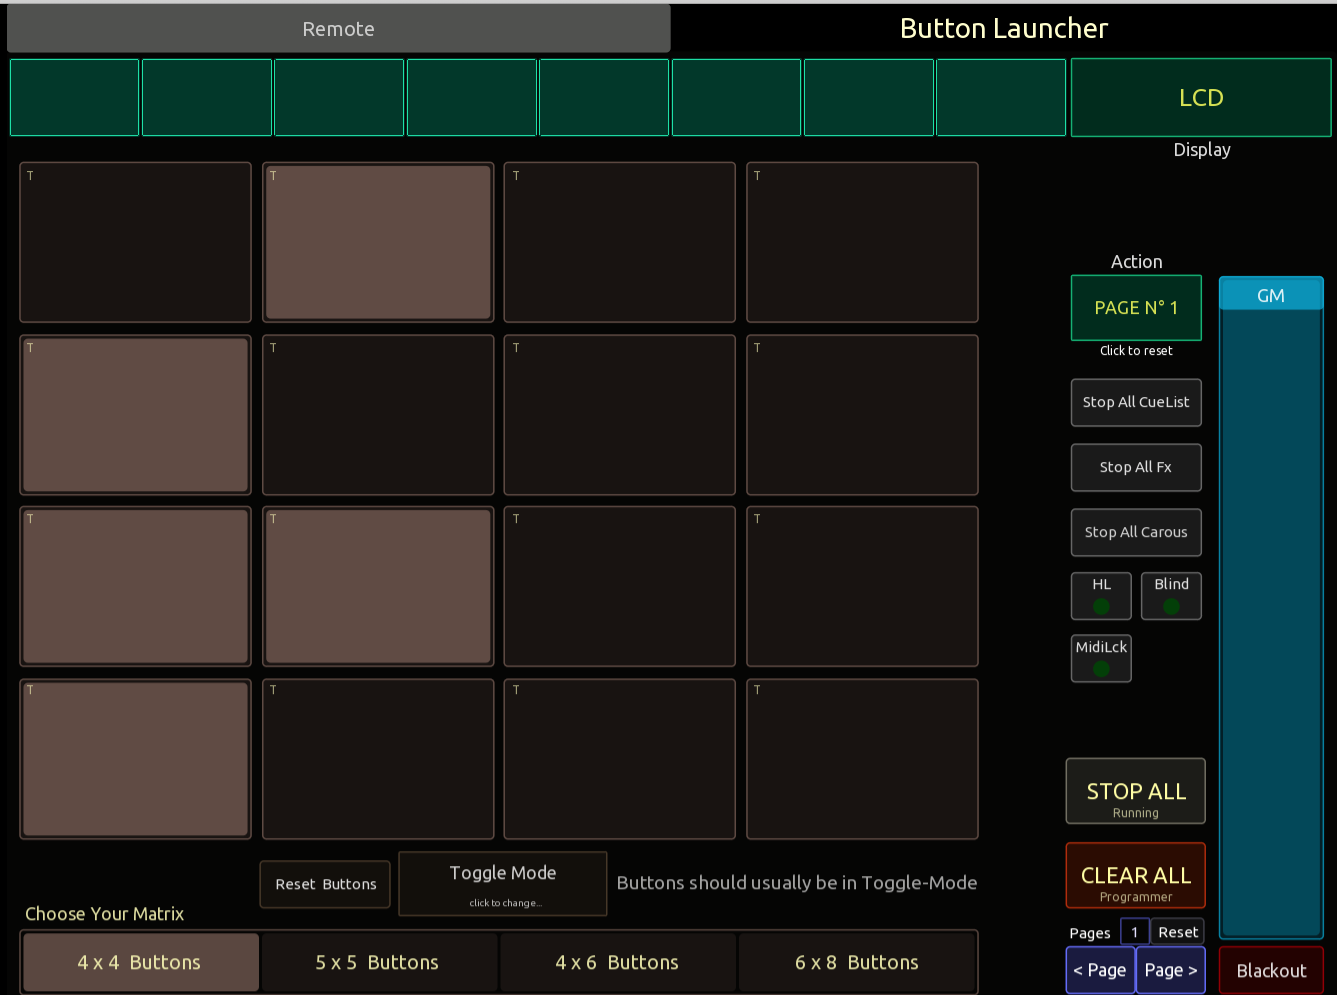 Remote
Button Launcher
LCD
Display
T T T T
Action
PAGE N° 1
GM
Click to reset
T T T T
Stop All CueList
Stop All Fx
T T T T
Stop All Carous
HL Blind
MidiLck
T T T T
STOP ALL
Running
Reset Buttons
Toggle Mode
click to change...
Buttons should usually be in Toggle-Mode
CLEAR ALL
Programmer
Choose Your Matrix
Pages 1 Reset
4 x 4 Buttons
5 x 5 Buttons
4 x 6 Buttons
6 x 8 Buttons
< Page
Page >
Blackout